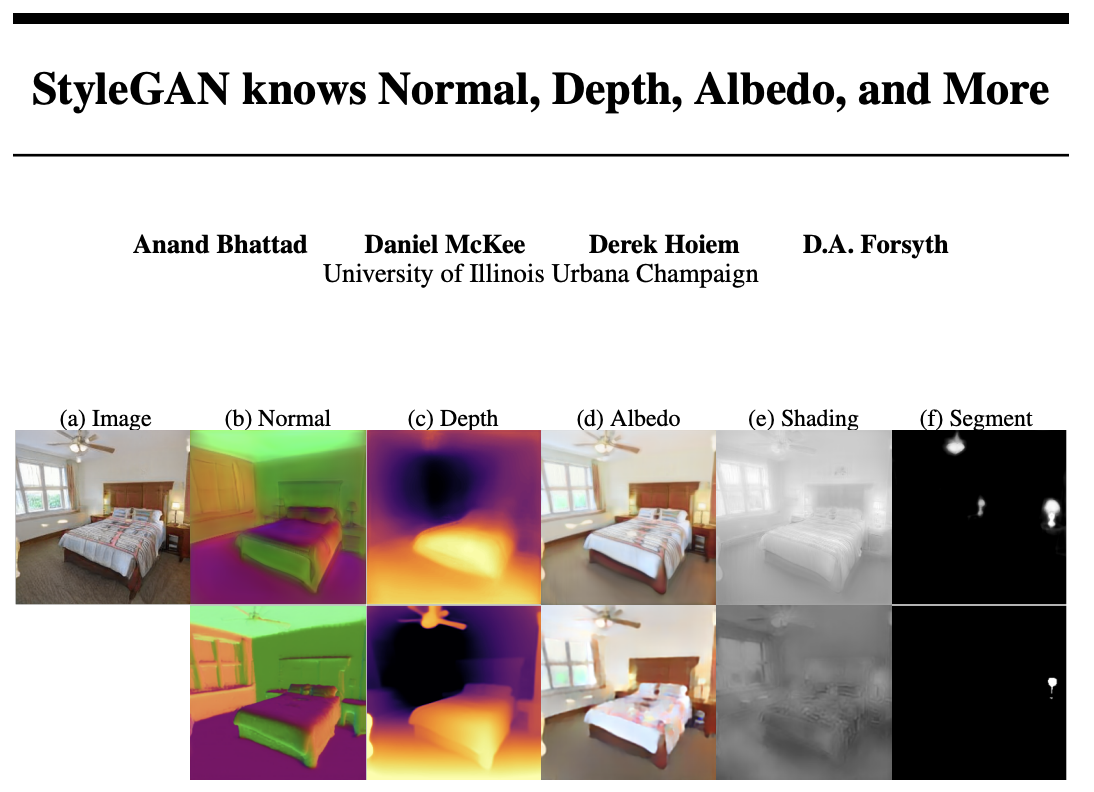 StyleGAN knows Normal, Depth, Albedo, and More
Anand Bhattad Daniel McKee Derek Hoiem D.A. Forsyth
University of Illinois Urbana Champaign
(a) Image (b) Normal (c) Depth (d) Albedo (e) Shading (f) Segment